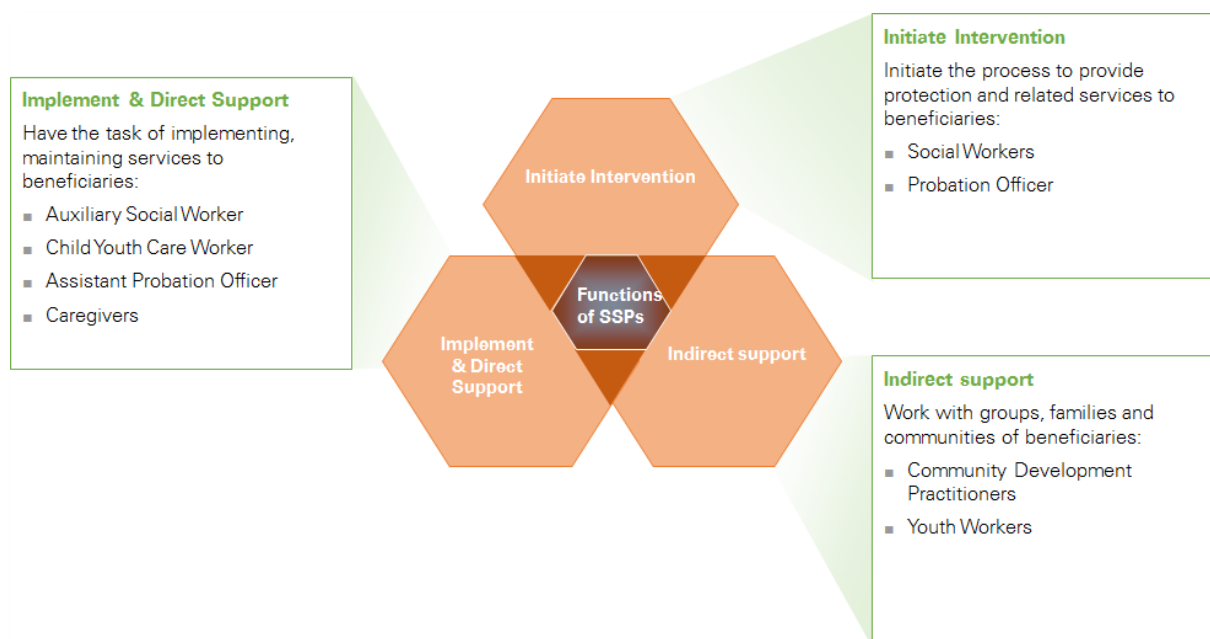 Implement & Direct Support
Have the task of implementing,
maintaining services to
beneficiaries:
▪ Auxiliary Social Worker
▪ Child Youth Care Worker
▪ Assistant Probation Officer
▪ Caregivers
Initiate Intervention
Functions
of SSPs
Implement
& Direct
Support
Indirect support
Initiate Intervention
Initiate the process to provide
protection and related services to
beneficiaries:
▪ Social Workers
▪ Probation Officer
Indirect support
Work with groups, families and
communities of beneficiaries:
▪ Community Development
Practitioners
▪ Youth Workers